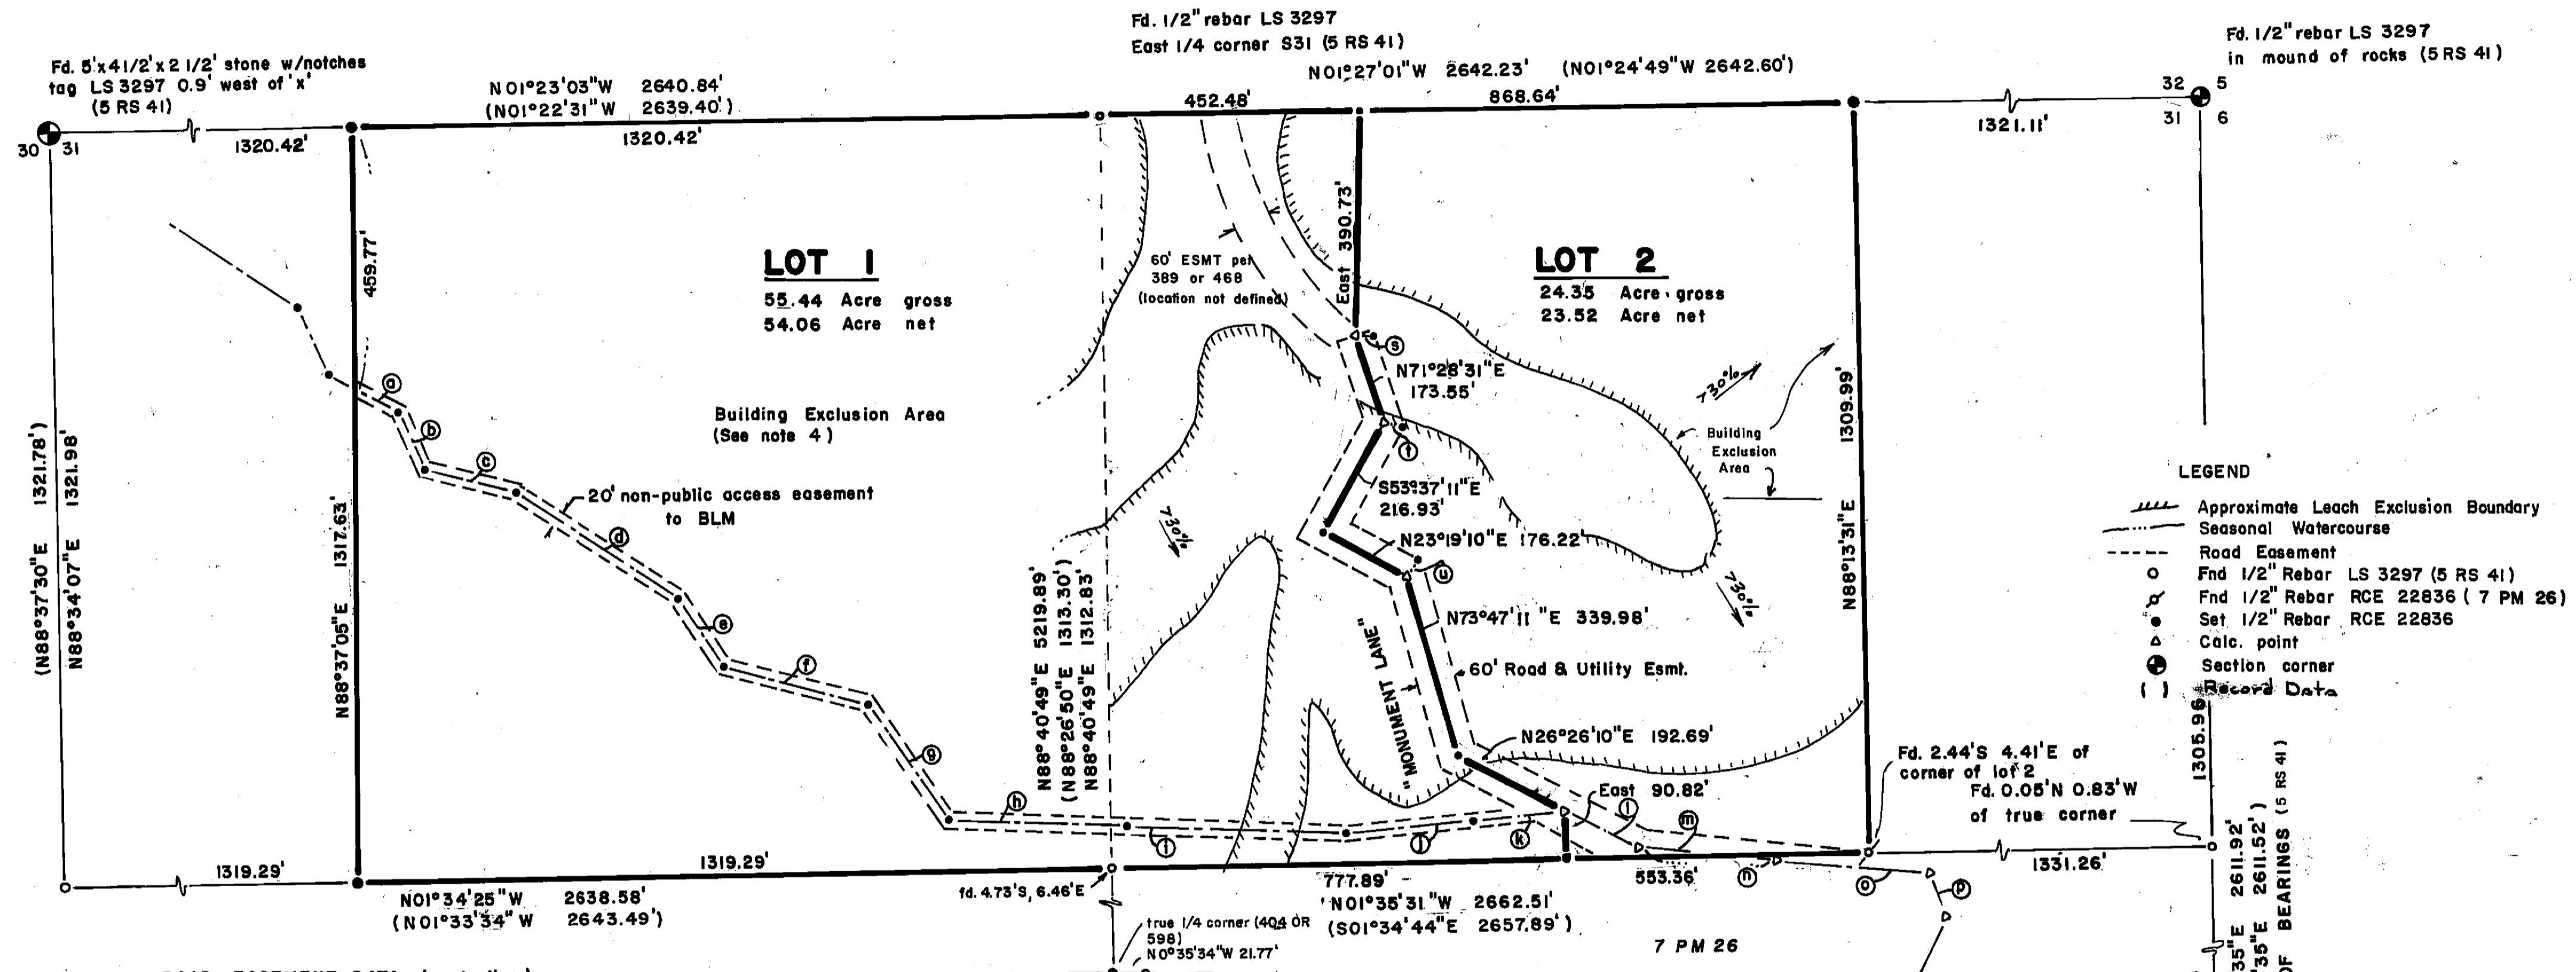 Fd. 1/2" rebar LS 3297
East 1/4 corner S31 (5 RS 41)
Fd. 1/2" rebar LS 3297
in mound of rocks (5 RS 41)
Fd. 5'x4 1/2'x 2 1/2' stone w/notches
tag LS 3297 0.9' west of 'x'
(5 RS 41)
N01°23'03"W 2640.84'
(N01°22'31"W 2639.40')
N01°27'01"W 2642.23' (N01°24'49"W 2642.60')
452.48'
868.64'
32 5
31 6
30 31
1320.42'
1320.42'
1321.11'
459.77'
East 390.73'
LOT 1
55.44 Acre gross
54.06 Acre net
60' ESMT per
389 or 468
(location not defined)
LOT 2
24.35 Acre gross
23.52 Acre net
s
N71°28'31"E
173.55'
730%
a
b
c
Building Exclusion Area
(See note 4)
t
Building
Exclusion
Area
1309.99'
N88°13'31"E
(N88°37'30"E 1321.78')
N88°34'07"E 1321.98'
N88°37'05"E 1317.63'
20' non-public access easement
to BLM
d
730%
S53°37'11"E
216.93'
N23°19'10"E 176.22'
u
730%
LEGEND
Approximate Leach Exclusion Boundary
Seasonal Watercourse
Road Easement
Fnd 1/2" Rebar LS 3297 (5 RS 41)
Fnd 1/2" Rebar RCE 22836 ( 7 PM 26)
Set 1/2" Rebar RCE 22836
Calc. point
Section corner
( ) Record Data
e
f
g
N88°40'49"E 5219.89'
(N88°26'50"E 1313.30')
N88°40'49"E 1312.83'
N73°47'11"E 339.98'
"MONUMENT LANE"
60' Road & Utility Esmt.
N26°26'10"E 192.69'
Fd. 2.44'S 4.41'E of
corner of lot 2
Fd. 0.05'N 0.83'W
of true corner
1305.96'
h
i
j
k
East 90.82'
l
m
n
o
p
1319.29'
1319.29'
777.89'
553.36'
1331.26'
N01°34'25"W 2638.58'
(N01°33'34"W 2643.49')
fd. 4.73'S, 6.46'E
N01°35'31"W 2662.51'
(S01°34'44"E 2657.89')
true 1/4 corner (404 OR
598)
N0°35'34"W 21.77'
7 PM 26
35"E 2611.92'
35"E 2611.52')
OF BEARINGS (5 RS 41)